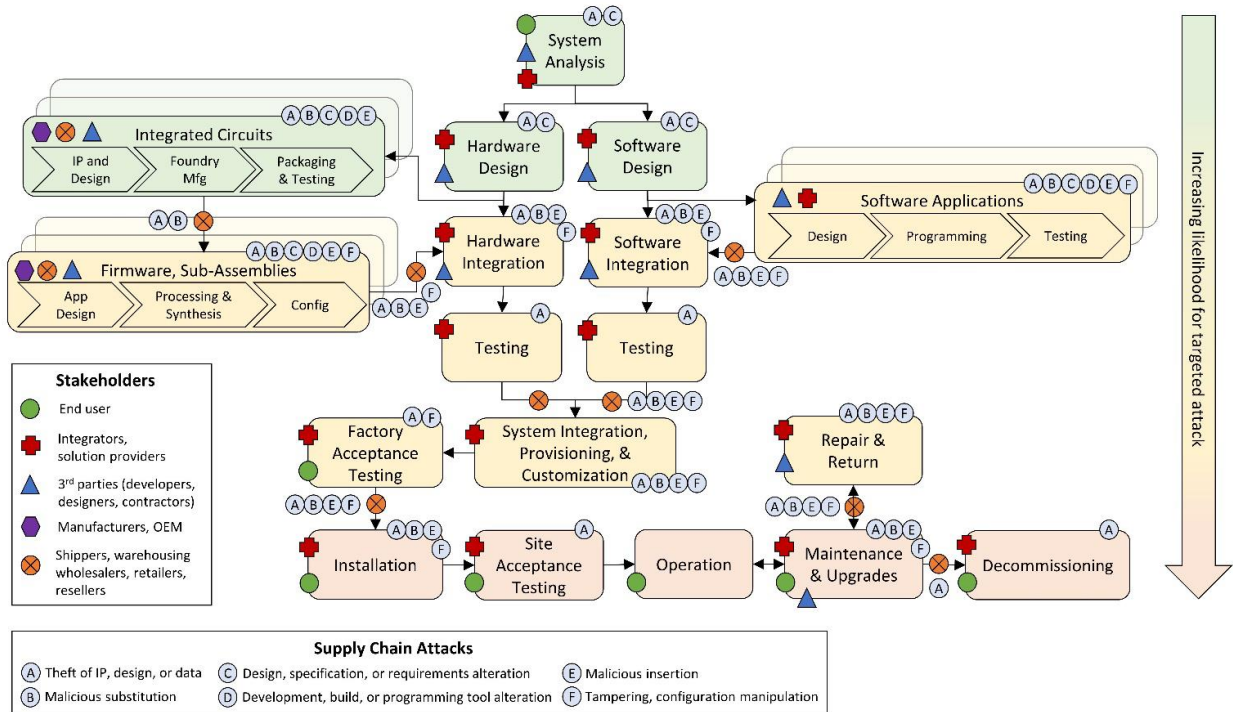 A C
System
Analysis
A B C D E
Integrated Circuits
IP and
Design
Foundry
Mfg
Packaging
& Testing
A C
Hardware
Design
A C
Software
Design
A B C D E F
Software Applications
Design
Programming
Testing
A B
A B C D E F
Firmware, Sub-Assemblies
App
Design
Processing &
Synthesis
Config
A B E
F
A B E
F
Hardware
Integration
A B E
F
Software
Integration
A B E F
A
Testing
A
Testing
A B E F
A F
Factory
Acceptance
Testing
System Integration,
Provisioning, &
Customization
A B E F
A B E F
Repair &
Return
A B E F
A B E F
A B E
F
Installation
A
Site
Acceptance
Testing
Operation
A B E
F
Maintenance
& Upgrades
A
A
Decommissioning
Increasing likelihood for targeted attack
Stakeholders
End user
Integrators,
solution providers
3rd parties (developers,
designers, contractors)
Manufacturers, OEM
Shippers, warehousing
wholesalers, retailers,
resellers
Supply Chain Attacks
A Theft of IP, design, or data
B Malicious substitution
C Design, specification, or requirements alteration
D Development, build, or programming tool alteration
E Malicious insertion
F Tampering, configuration manipulation